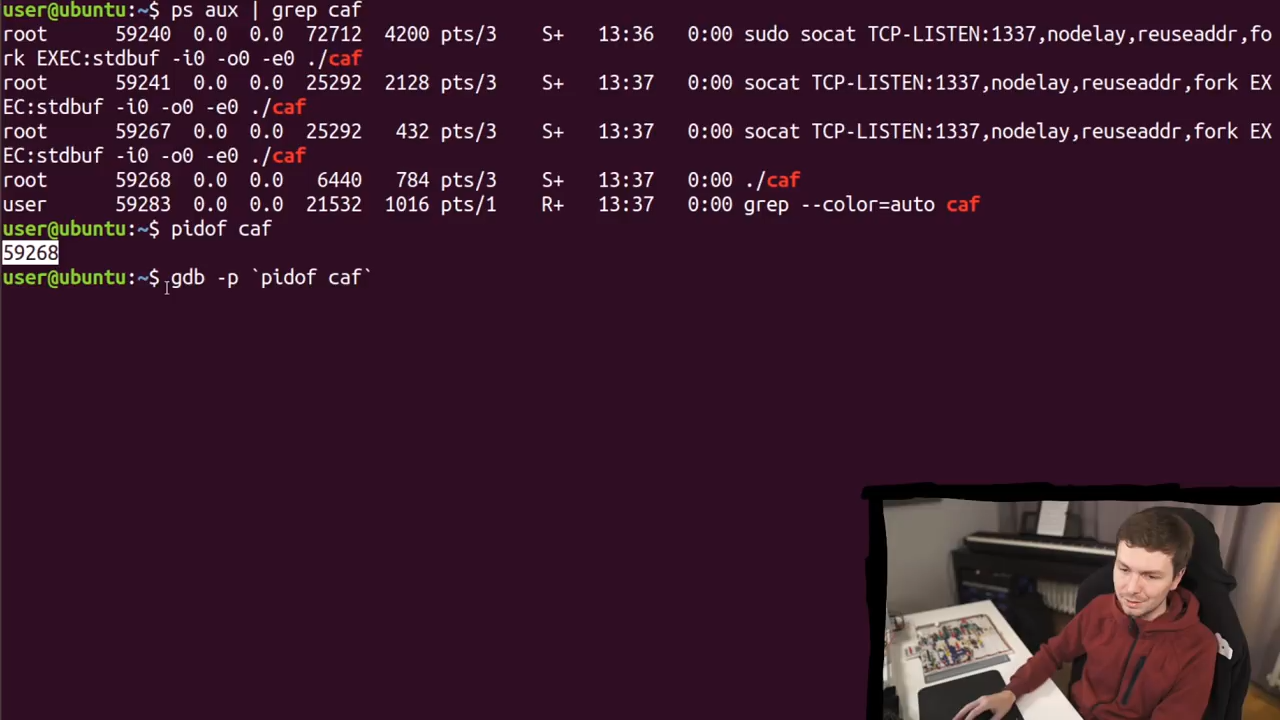 user@ubuntu:~$ ps aux | grep caf
root 59240 0.0 0.0 72712 4200 pts/3 S+ 13:36 0:00 sudo socat TCP-LISTEN:1337,nodelay,reuseaddr,fo
rk EXEC:stdbuf -i0 -o0 -e0 ./caf
root 59241 0.0 0.0 25292 2128 pts/3 S+ 13:37 0:00 socat TCP-LISTEN:1337,nodelay,reuseaddr,fork EX
EC:stdbuf -i0 -o0 -e0 ./caf
root 59267 0.0 0.0 25292 432 pts/3 S+ 13:37 0:00 socat TCP-LISTEN:1337,nodelay,reuseaddr,fork EX
EC:stdbuf -i0 -o0 -e0 ./caf
root 59268 0.0 0.0 6440 784 pts/3 S+ 13:37 0:00 ./caf
user 59283 0.0 0.0 21532 1016 pts/1 R+ 13:37 0:00 grep --color=auto caf
user@ubuntu:~$ pidof caf
59268
user@ubuntu:~$ gdb -p `pidof caf`